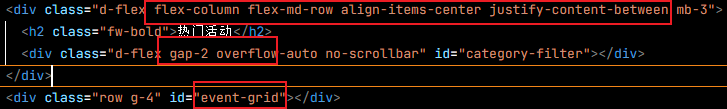 <div class="d-flex flex-column flex-md-row align-items-center justify-content-between mb-3">
<h2 class="fw-bold">热门活动</h2>
<div class="d-flex gap-2 overflow-auto no-scrollbar" id="category-filter"></div>
</div>
<div class="row g-4" id="event-grid"></div>